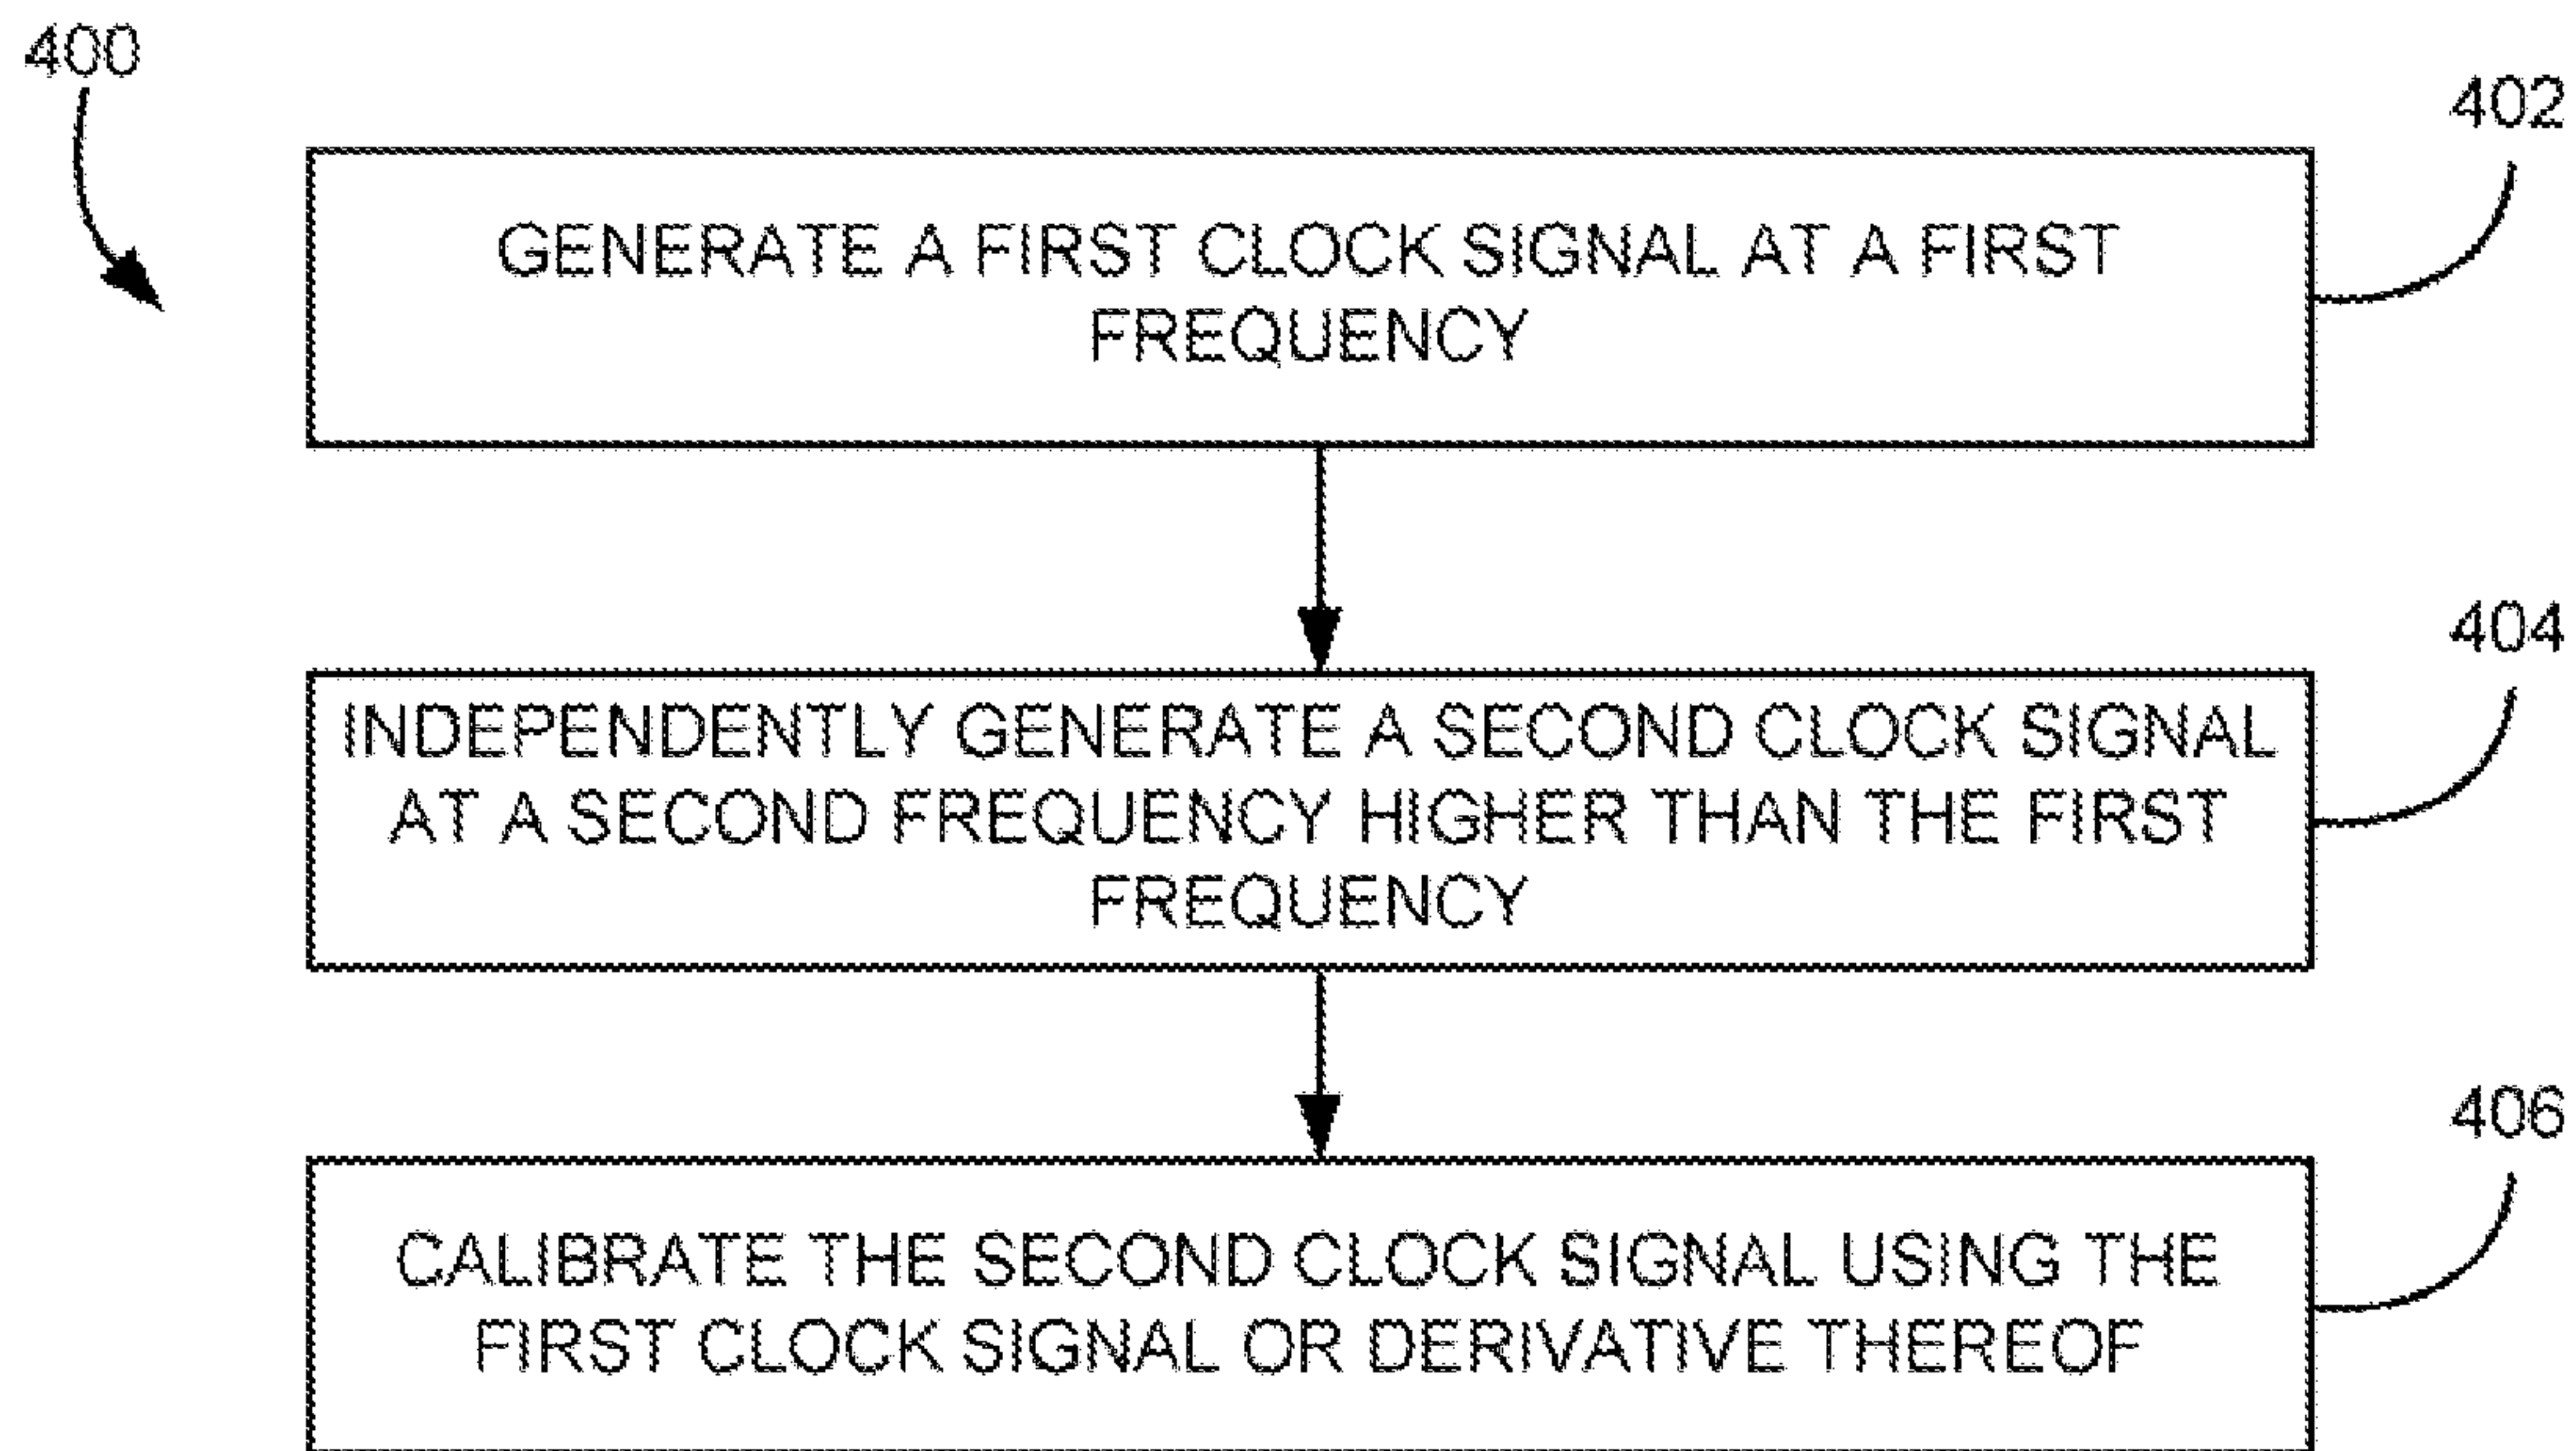 400
402
GENERATE A FIRST CLOCK SIGNAL AT A FIRST
FREQUENCY
404
INDEPENDENTLY GENERATE A SECOND CLOCK SIGNAL
AT A SECOND FREQUENCY HIGHER THAN THE FIRST
FREQUENCY
406
CALIBRATE THE SECOND CLOCK SIGNAL USING THE
FIRST CLOCK SIGNAL OR DERIVATIVE THEREOF